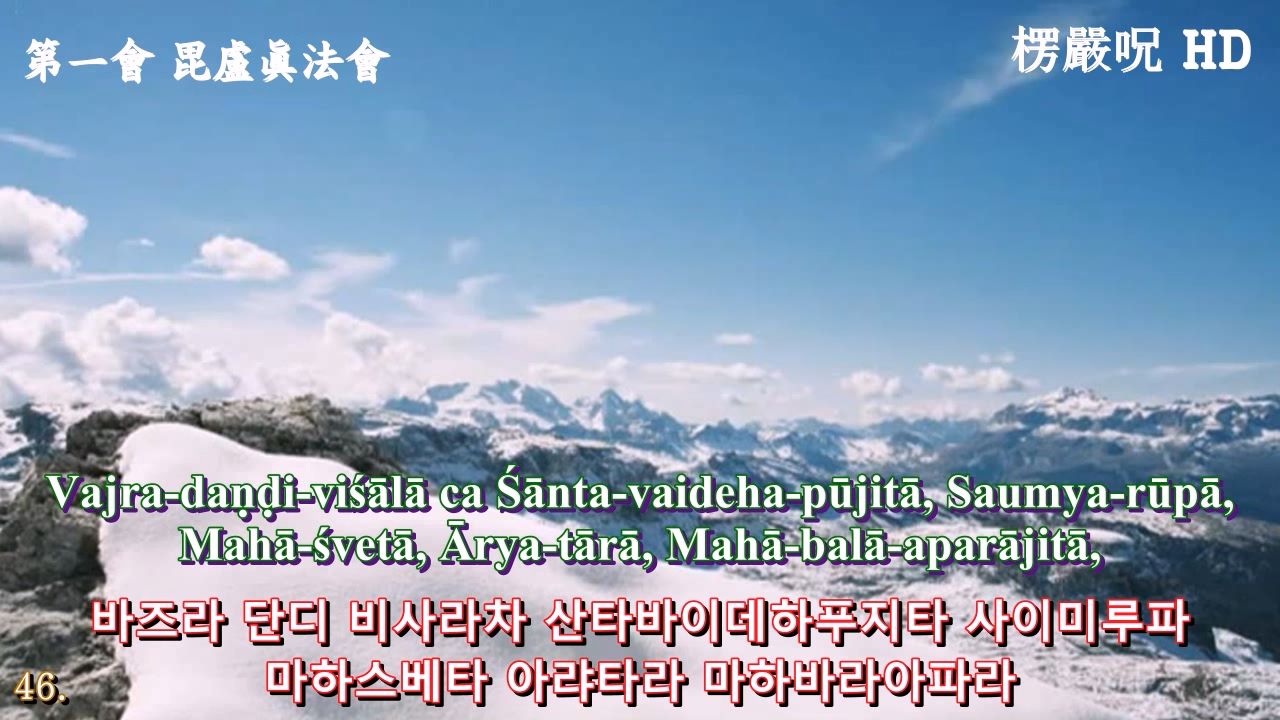 第一會 毘盧眞法會
楞嚴呪 HD
Vajra-daṇḍi-viśālā ca Śānta-vaideha-pūjitā, Saumya-rūpā,
Mahā-śvetā, Ārya-tārā, Mahā-balā-aparājitā,
바즈라 단디 비사라차 산타바이데하푸지타 사이미루파
마하스베타 아랴타라 마하바라아파라
46.